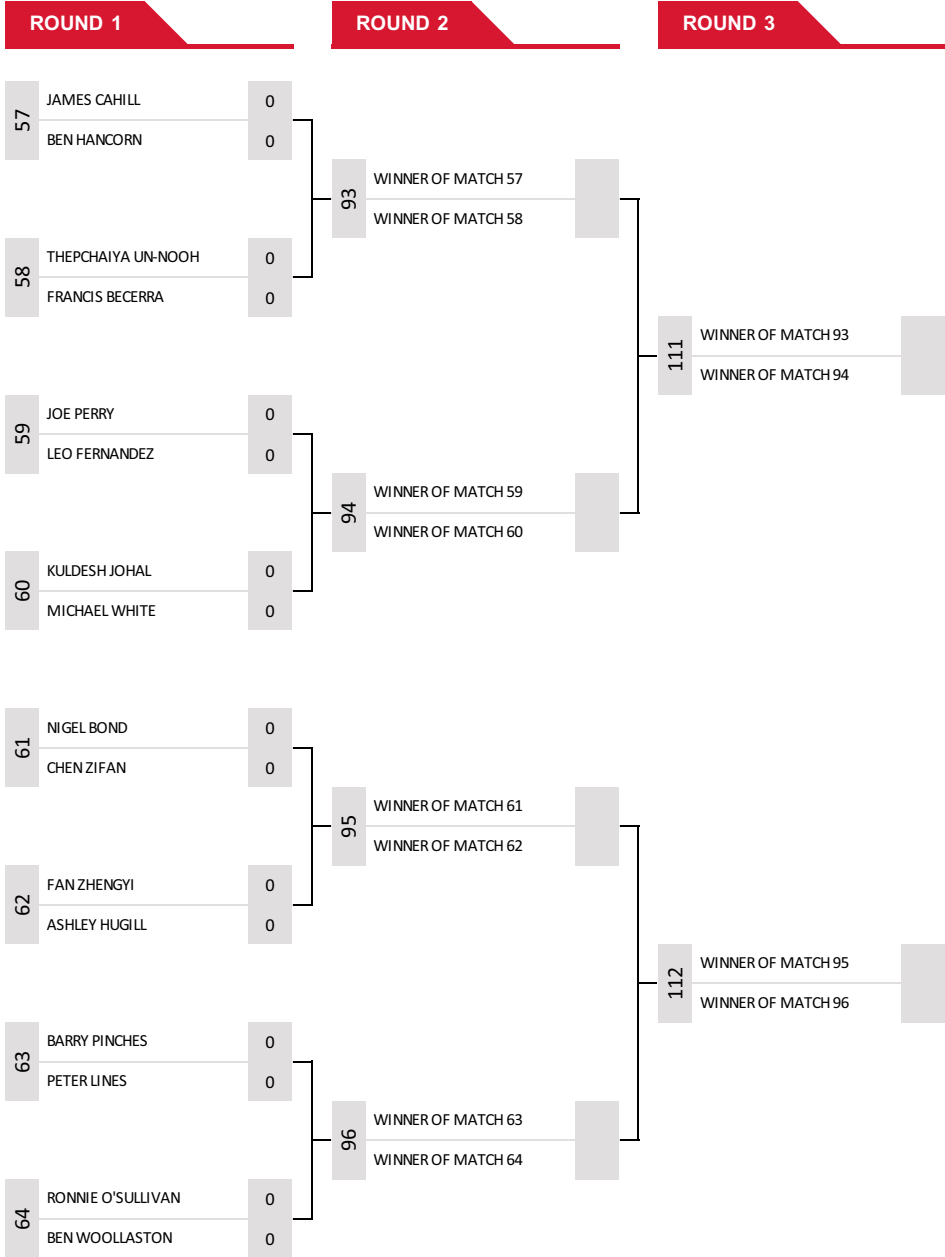 ROUND 1
ROUND 2
ROUND 3
57
JAMES CAHILL 0
BEN HANCORN 0
93
WINNER OF MATCH 57
WINNER OF MATCH 58
58
THEPCHAIYA UN-NOOH 0
FRANCIS BECERRA 0
111
WINNER OF MATCH 93
WINNER OF MATCH 94
59
JOE PERRY 0
LEO FERNANDEZ 0
94
WINNER OF MATCH 59
WINNER OF MATCH 60
60
KULDESH JOHAL 0
MICHAEL WHITE 0
61
NIGEL BOND 0
CHEN ZIFAN 0
95
WINNER OF MATCH 61
WINNER OF MATCH 62
62
FAN ZHENGYI 0
ASHLEY HUGILL 0
112
WINNER OF MATCH 95
WINNER OF MATCH 96
63
BARRY PINCHES 0
PETER LINES 0
96
WINNER OF MATCH 63
WINNER OF MATCH 64
64
RONNIE O'SULLIVAN 0
BEN WOOLLASTON 0